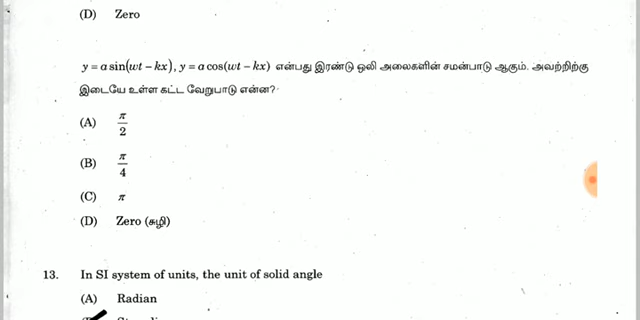 (D) Zero
y = a sin(wt – kx), y = a cos(wt – kx) என்பது இரண்டு ஒலி அலைகளின் சமன்பாடு ஆகும். அவற்றிற்கு
இடையே உள்ள கட்ட வேறுபாடு என்ன?
(A) π/2
(B) π/4
(C) π
(D) Zero (சுழி)
13. In SI system of units, the unit of solid angle
(A) Radian